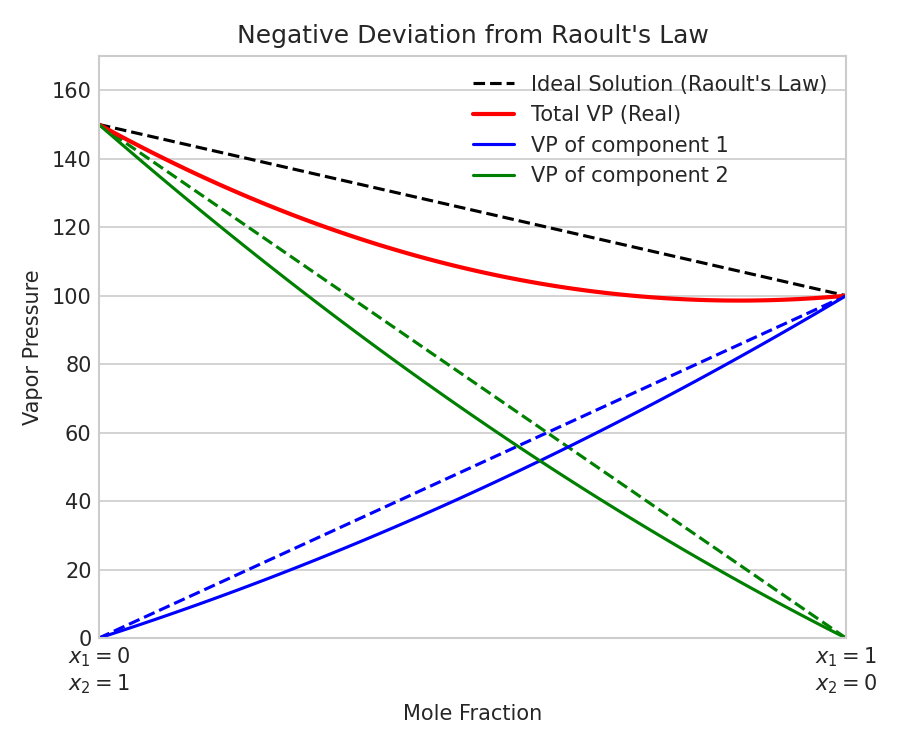 Negative Deviation from Raoult's Law
Ideal Solution (Raoult's Law)
Total VP (Real)
VP of component 1
VP of component 2
Vapor Pressure
160
140
120
100
80
60
40
20
0
x₁ = 0
x₂ = 1
x₁ = 1
x₂ = 0
Mole Fraction